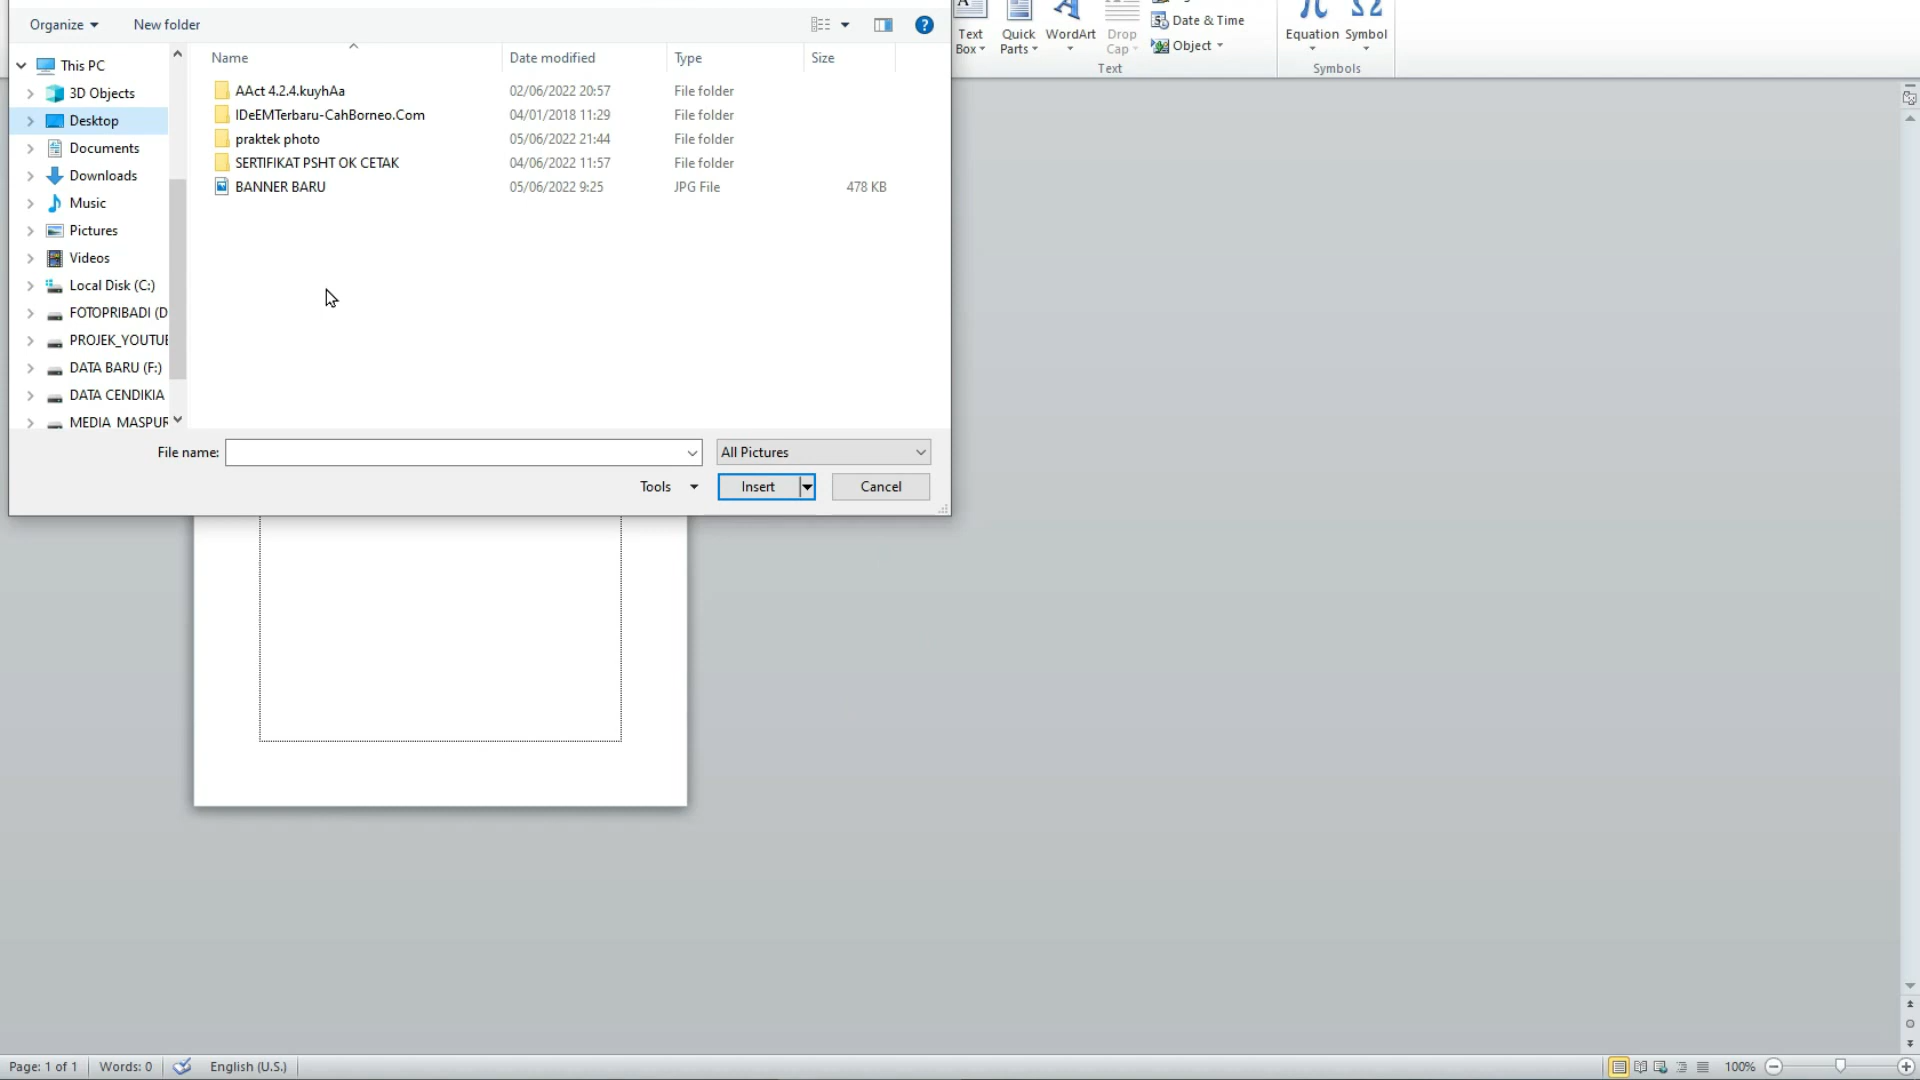 Organize
New folder
Name
Date modified
Type
Size
This PC
3D Objects
Desktop
Documents
Downloads
Music
Pictures
Videos
Local Disk (C:)
FOTOPRIBADI (D
PROJEK_YOUTUE
DATA BARU (F:)
DATA CENDIKIA
MEDIA MASPUR
AAct 4.2.4.kuyhAa 02/06/2022 20:57 File folder
IDeEMTerbaru-CahBorneo.Com 04/01/2018 11:29 File folder
praktek photo 05/06/2022 21:44 File folder
SERTIFIKAT PSHT OK CETAK 04/06/2022 11:57 File folder
BANNER BARU 05/06/2022 9:25 JPG File 478 KB
File name:
All Pictures
Tools
Insert
Cancel
Text Box
Quick Parts
WordArt
Drop Cap
Date & Time
Object
Text
Equation
Symbol
Symbols
Page: 1 of 1
Words: 0
English (U.S.)
100%